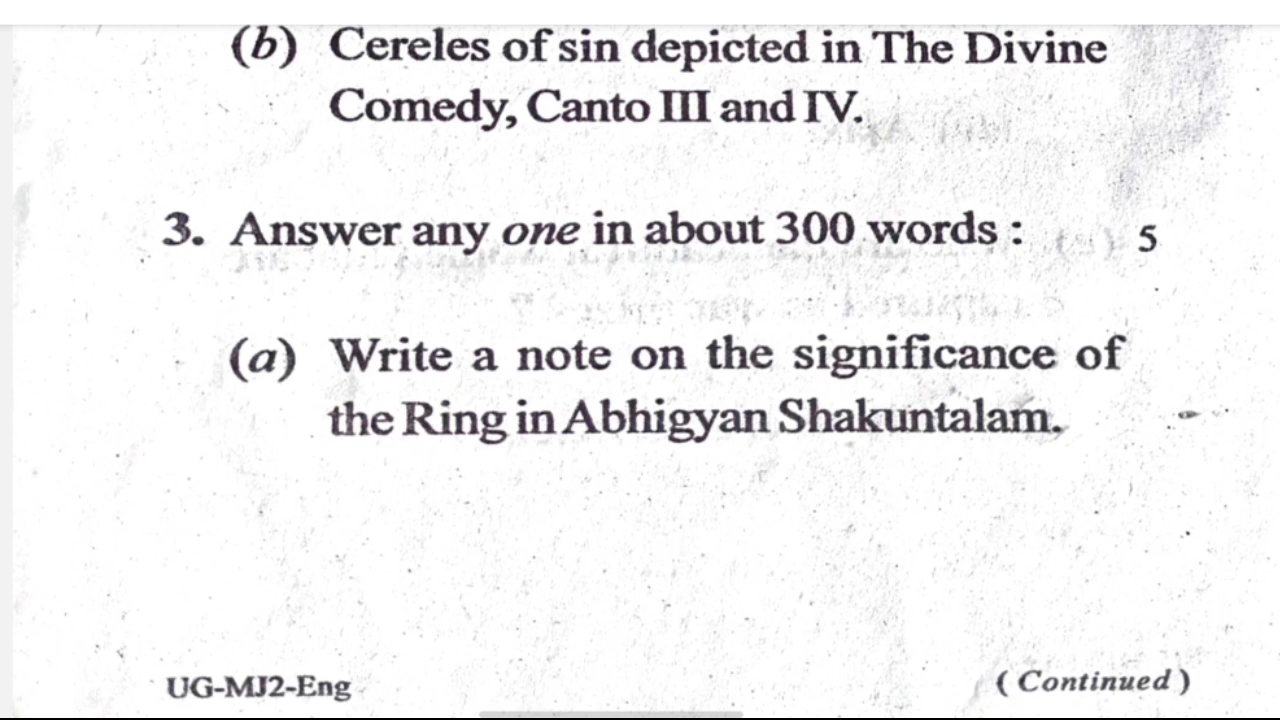 (b) Cereles of sin depicted in The Divine
Comedy, Canto III and IV.
3. Answer any one in about 300 words : 5
(a) Write a note on the significance of
the Ring in Abhigyan Shakuntalam.
UG-MJ2-Eng (Continued)